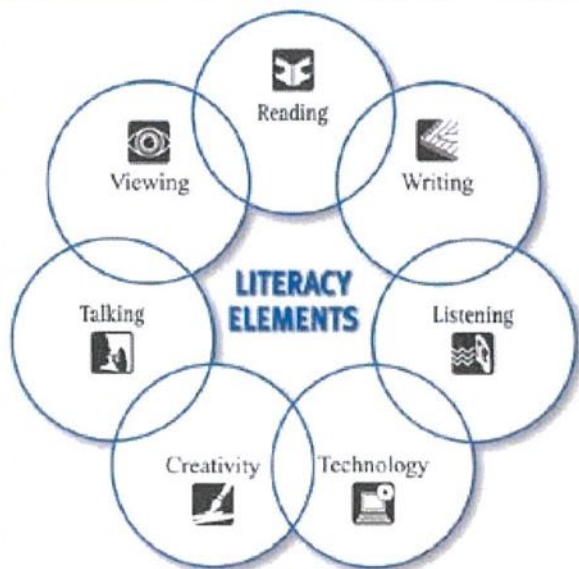 Reading
Viewing
Writing
LITERACY
ELEMENTS
Talking
Listening
Creativity
Technology